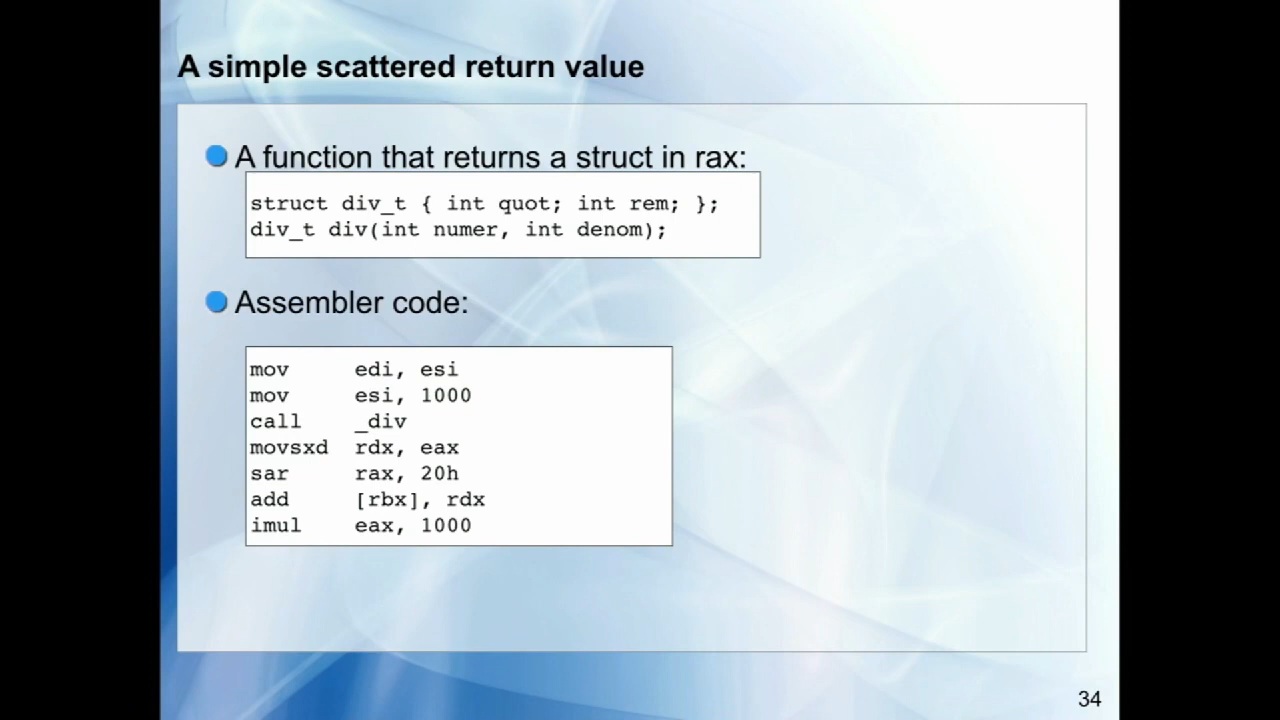 A simple scattered return value
A function that returns a struct in rax:
struct div_t { int quot; int rem; };
div_t div(int numer, int denom);
Assembler code:
mov     edi, esi
mov     esi, 1000
call    _div
movsxd  rdx, eax
sar     rax, 20h
add     [rbx], rdx
imul    eax, 1000
34